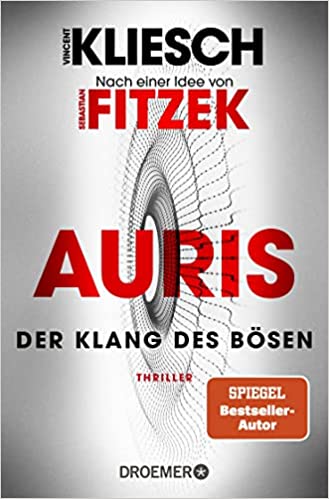 VINCENT
KLIESCH
Nach einer Idee von
SEBASTIAN
FITZEK
AURIS
DER KLANG DES BÖSEN
THRILLER
SPIEGEL
Bestseller-
Autor
DROEMER